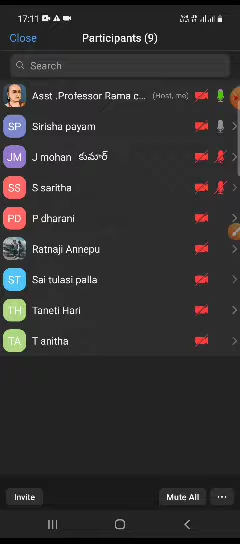 17:11
Close
Participants (9)
Search
Asst .Professor Rama c... (Host, me)
SP Sirisha payam
JM J mohan కుమార్
SS S saritha
PD P dharani
Ratnaji Annepu
ST Sai tulasi palla
TH Taneti Hari
TA T anitha
Invite
Mute All